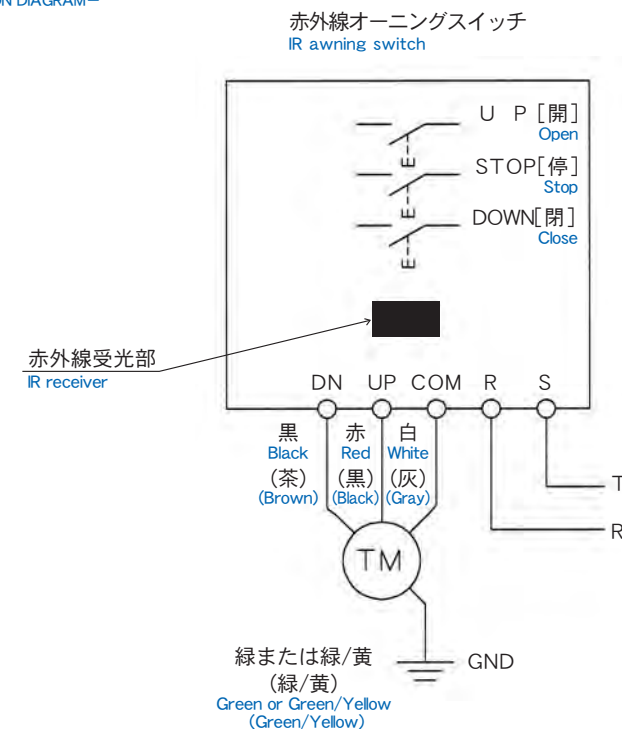 ON DIAGRAM－
赤外線オーニングスイッチ
IR awning switch
U P [開]
Open
STOP[停]
Stop
DOWN[閉]
Close
赤外線受光部
IR receiver
DN UP COM R S
黒 赤 白
Black Red White
(茶) (黒) (灰)
(Brown) (Black) (Gray)
T
R
TM
緑または緑/黄
(緑/黄)
GND
Green or Green/Yellow
(Green/Yellow)